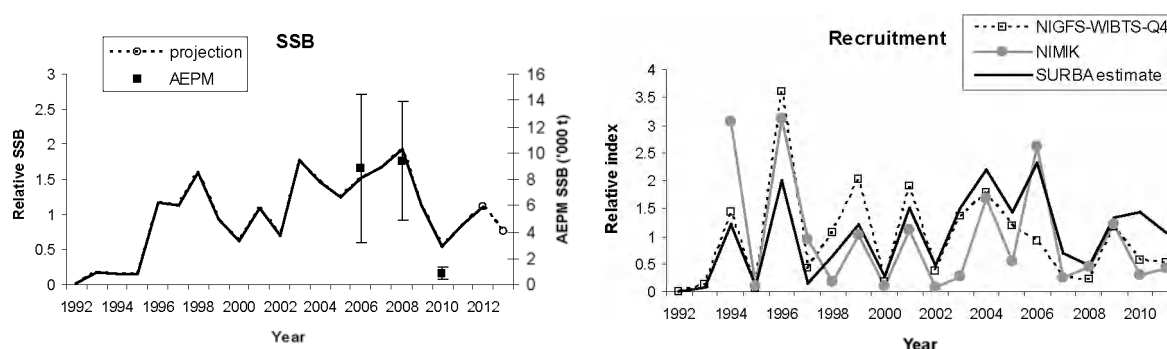 SSB
projection
AEPM
Relative SSB
3
2.5
2
1.5
1
0.5
0
16
14
12
10
8
6
4
2
0
AEPM SSB ('000 t)
1992 1994 1996 1998 2000 2002 2004 2006 2008 2010 2012
Year
Recruitment
NIGFS-WIBTS-Q4
NIMIK
SURBA estimate
Relative index
4
3.5
3
2.5
2
1.5
1
0.5
0
1992 1994 1996 1998 2000 2002 2004 2006 2008 2010
Year